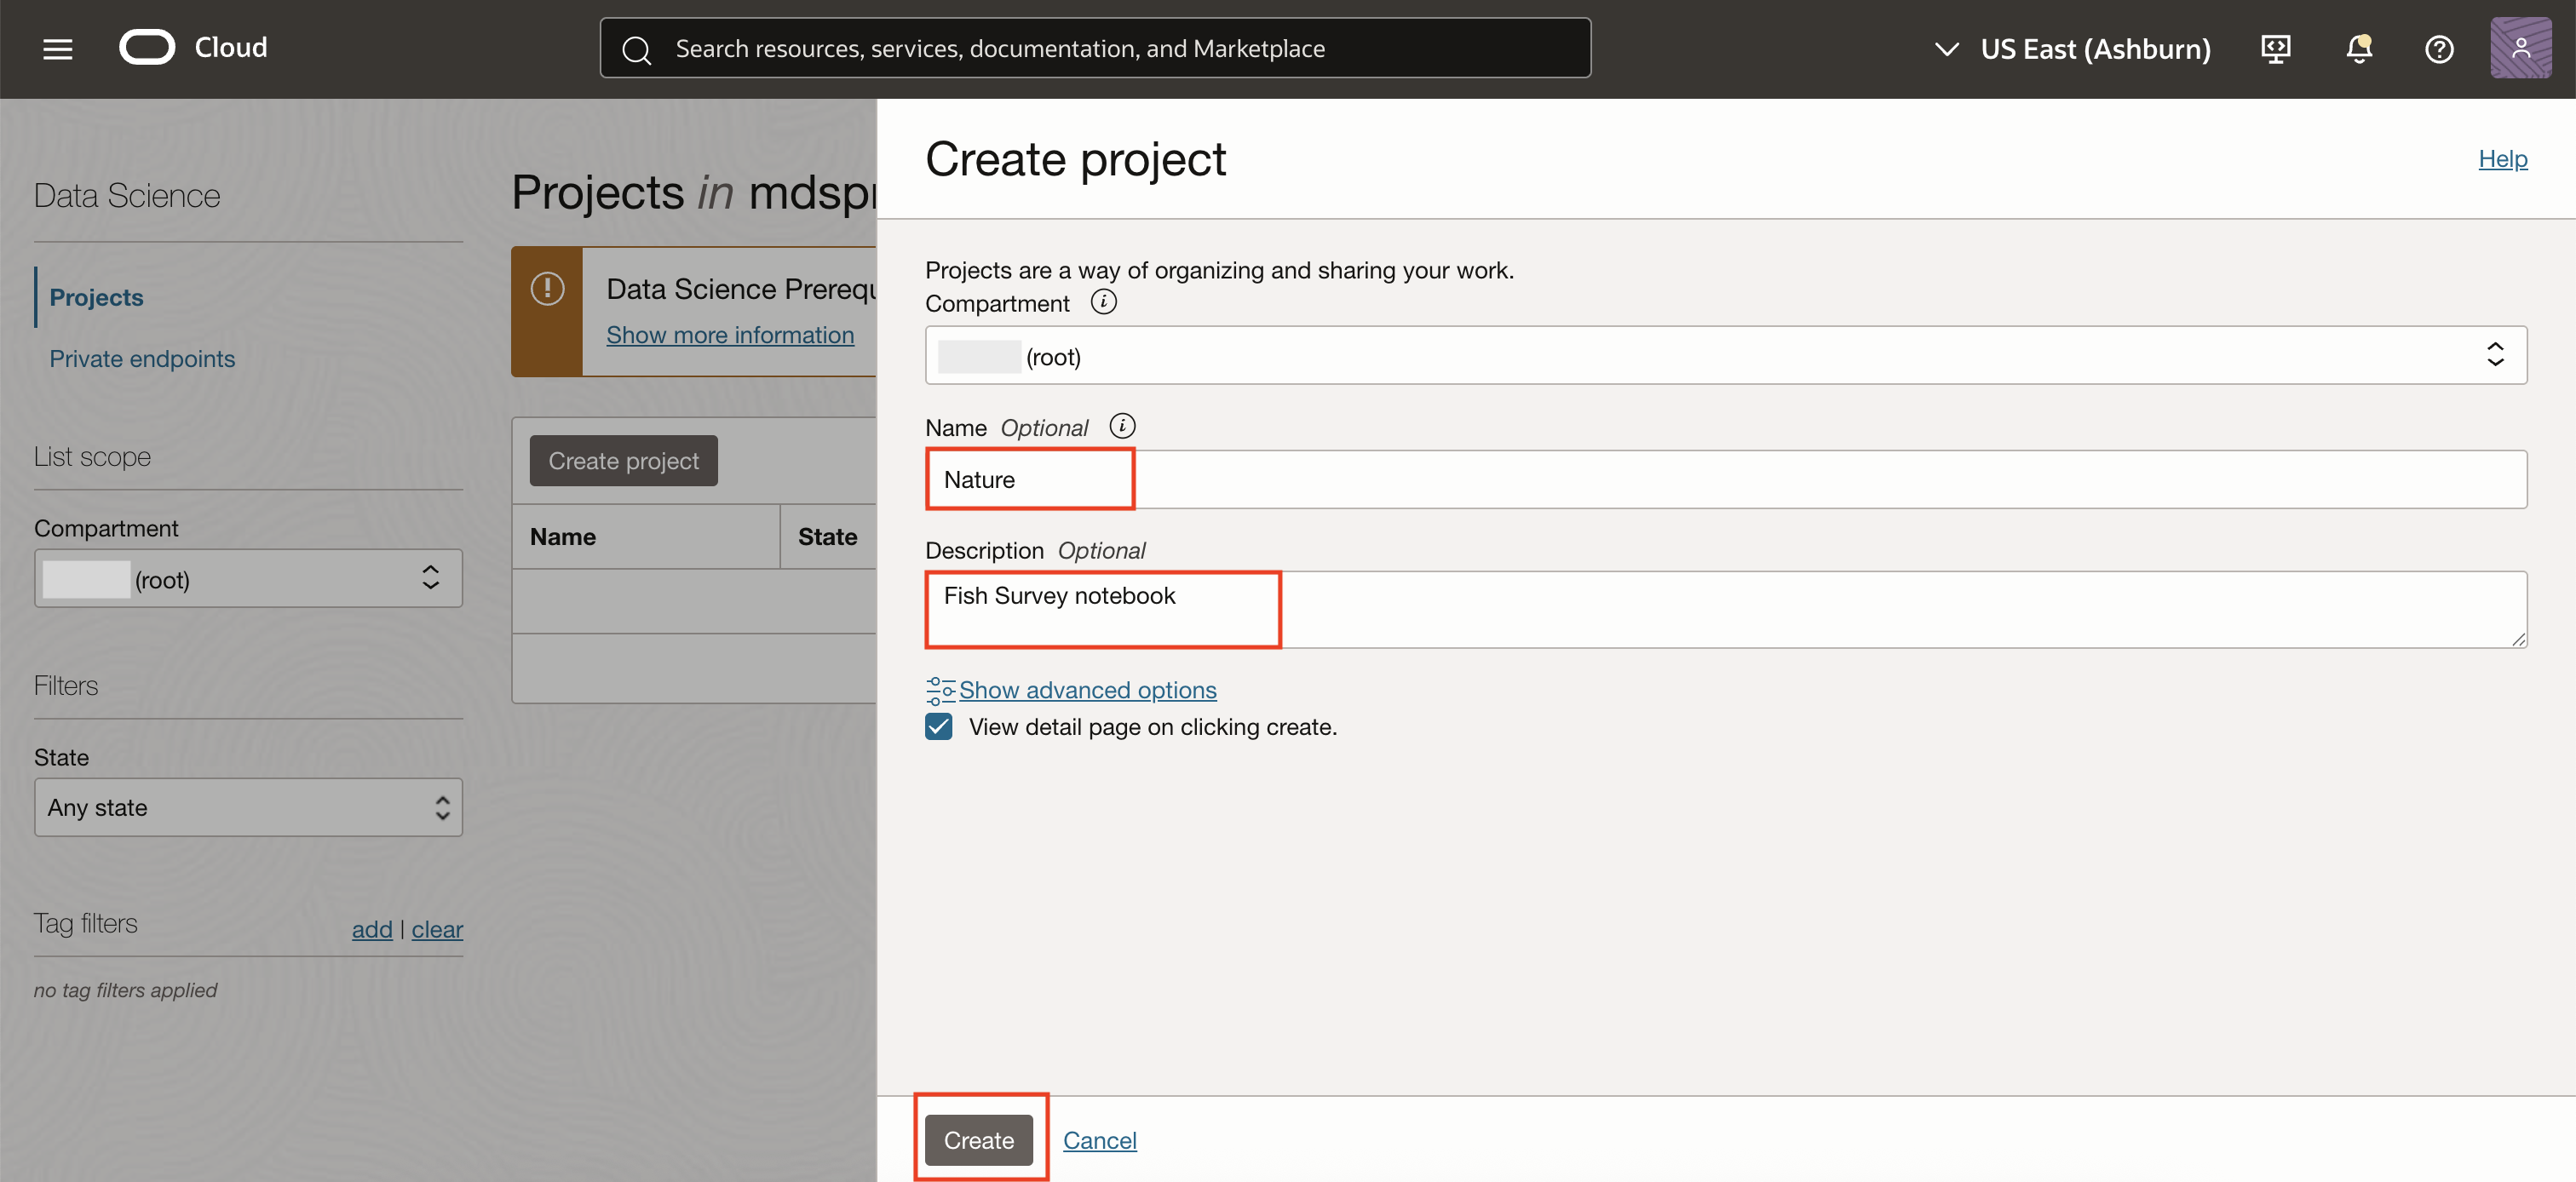 Cloud
Search resources, services, documentation, and Marketplace
US East (Ashburn)
Data Science
Projects
Private endpoints
List scope
Compartment
(root)
Filters
State
Any state
Tag filters
add | clear
no tag filters applied
Projects in mdsp
Data Science Prerequ
Show more information
Create project
Name
State
Create project
Help
Projects are a way of organizing and sharing your work.
Compartment
(root)
Name Optional
Nature
Description Optional
Fish Survey notebook
Show advanced options
View detail page on clicking create.
Create
Cancel